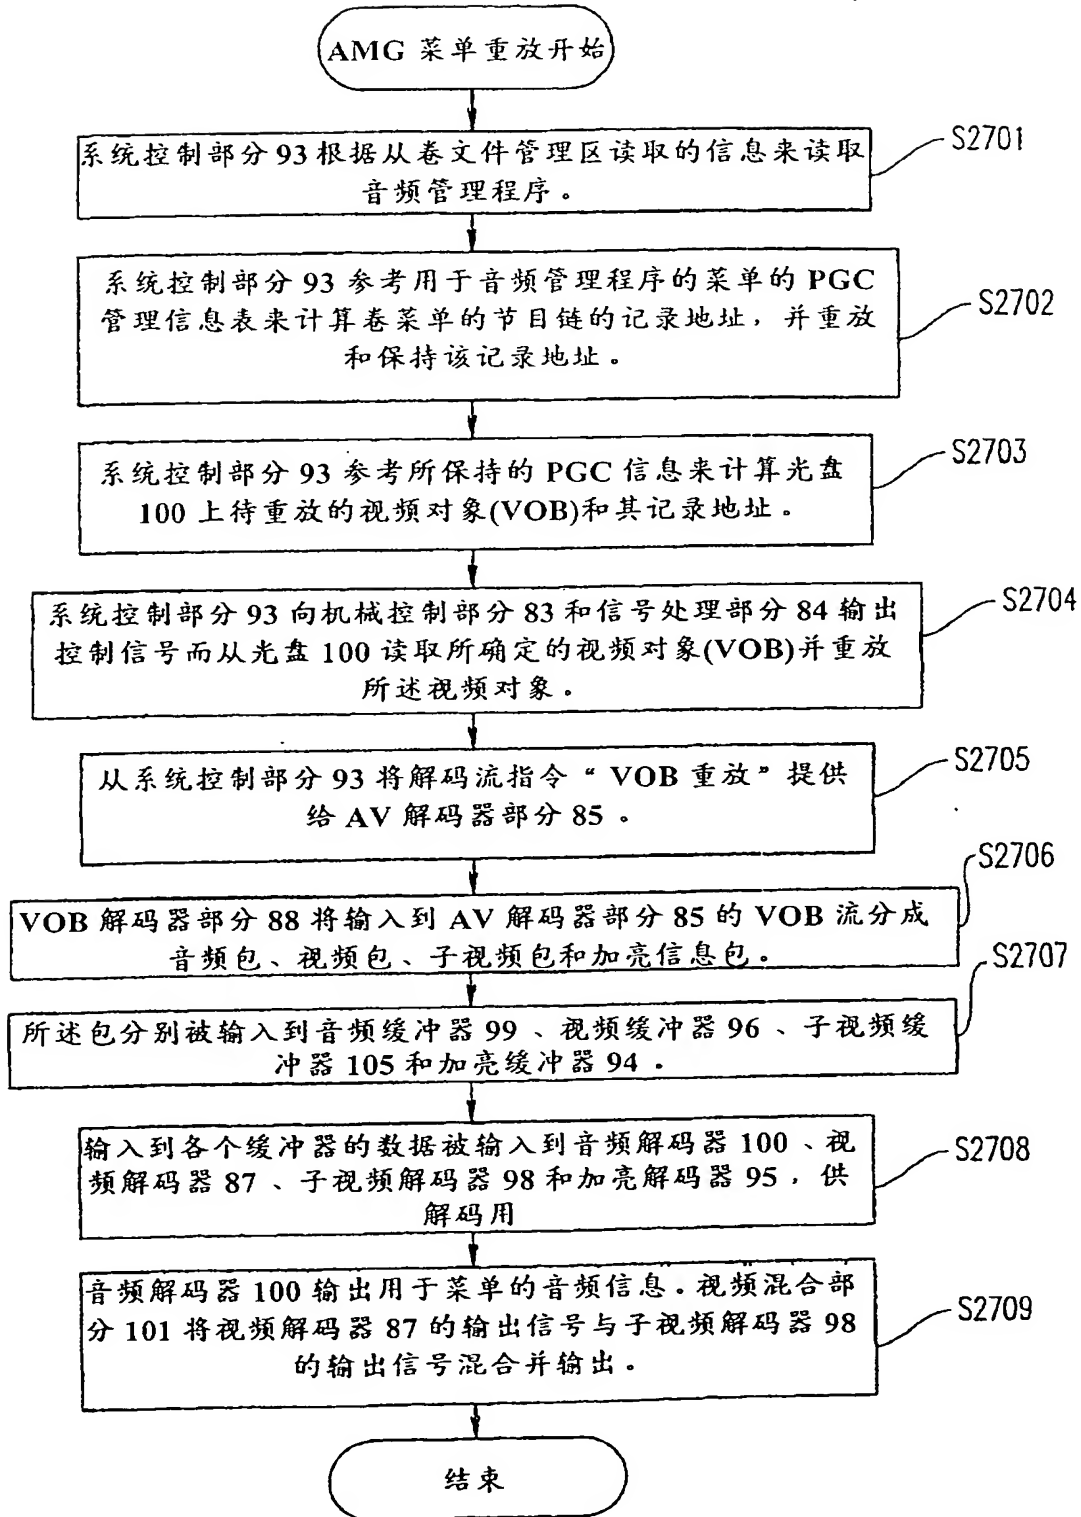 AMG 菜单重放开始
系统控制部分 93 根据从卷文件管理区读取的信息来读取
音频管理程序。
S2701
系统控制部分 93 参考用于音频管理程序的菜单的 PGC
管理信息表来计算卷菜单的节目链的记录地址，并重放
和保持该记录地址。
S2702
系统控制部分 93 参考所保持的 PGC 信息来计算光盘
100 上待重放的视频对象(VOB)和其记录地址。
S2703
系统控制部分 93 向机械控制部分 83 和信号处理部分 84 输出
控制信号而从光盘 100 读取所确定的视频对象(VOB)并重放
所述视频对象。
S2704
从系统控制部分 93 将解码流指令“ VOB 重放”提供
给 AV 解码器部分 85 。
S2705
VOB 解码器部分 88 将输入到 AV 解码器部分 85 的 VOB 流分成
音频包、视频包、子视频包和加亮信息包。
S2706
所述包分别被输入到音频缓冲器 99 、视频缓冲器 96 、子视频缓
冲器 105 和加亮缓冲器 94 .
S2707
输入到各个缓冲器的数据被输入到音频解码器 100 、视
频解码器 87 、子视频解码器 98 和加亮解码器 95 , 供
解码用
S2708
音频解码器 100 输出用于菜单的音频信息。视频混合部
分 101 将视频解码器 87 的输出信号与子视频解码器 98
的输出信号混合并输出。
S2709
结束